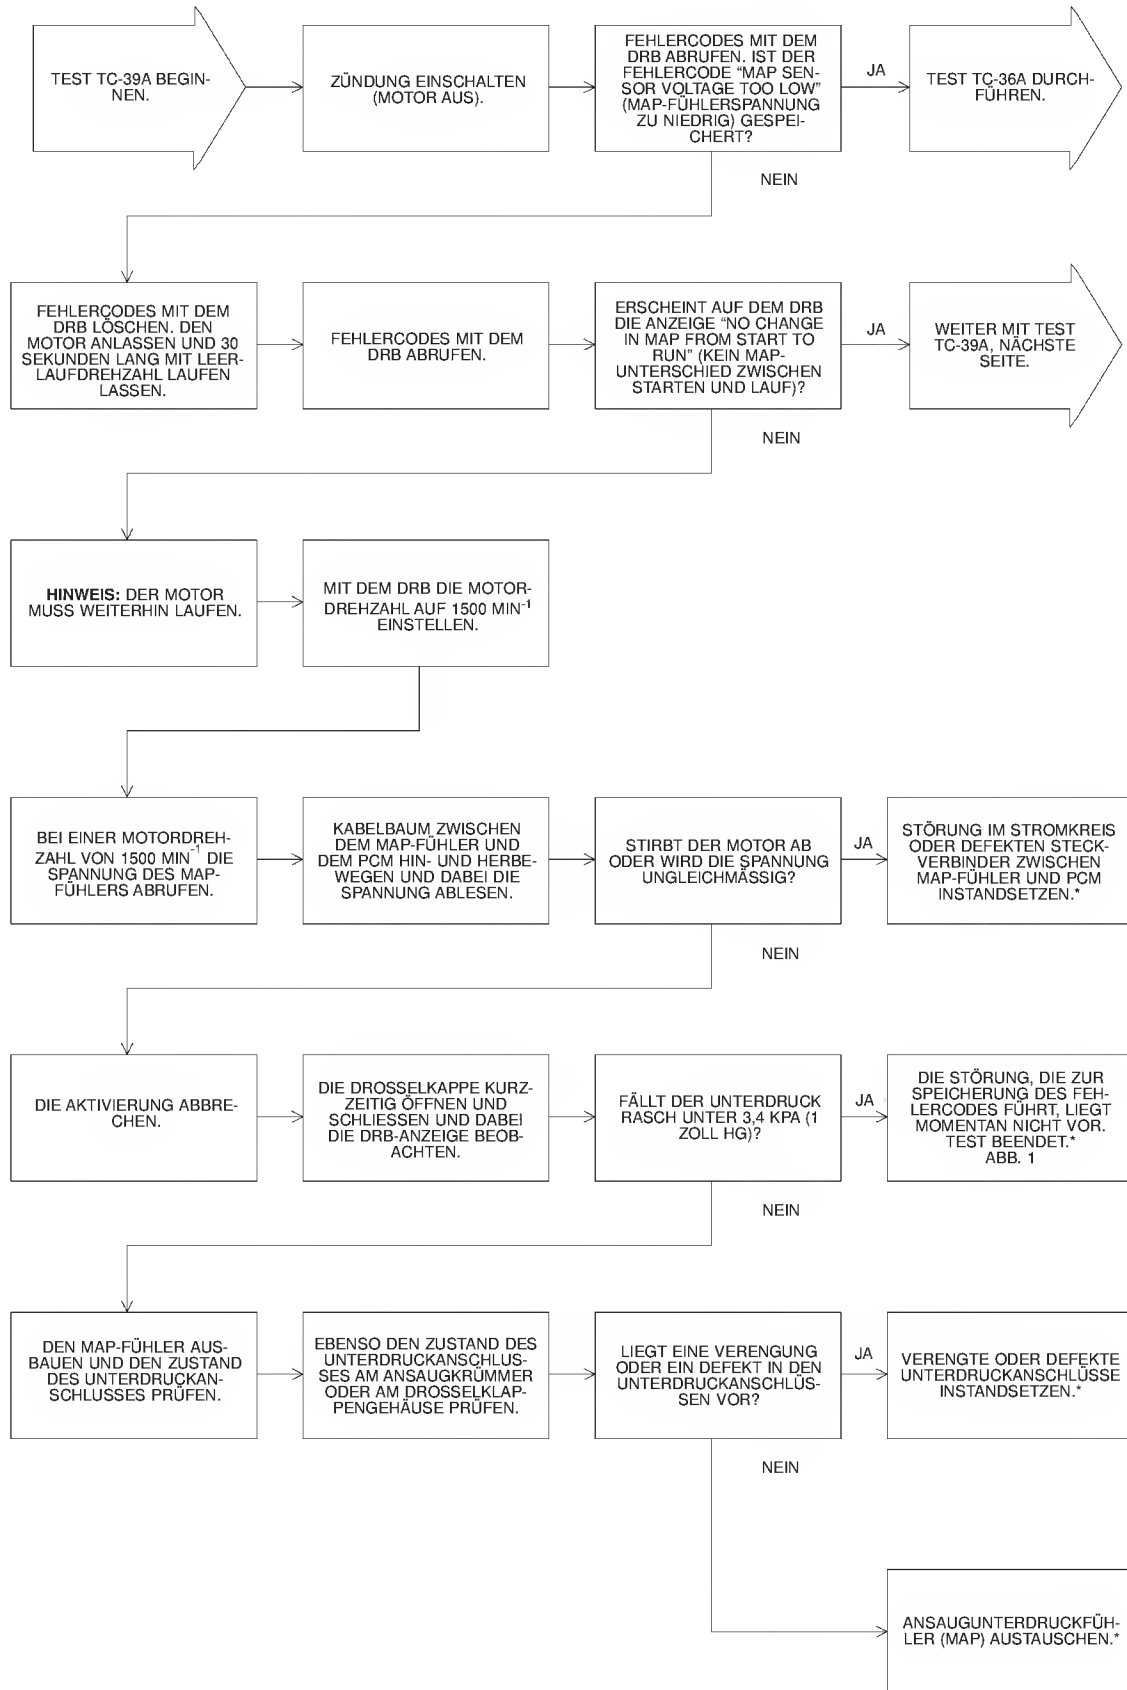 TEST TC-39A BEGIN-
NEN.
ZÜNDUNG EINSCHALTEN
(MOTOR AUS).
FEHLERCODES MIT DEM
DRB ABRUFEN. IST DER
FEHLERCODE “MAP SEN-
SOR VOLTAGE TOO LOW”
(MAP-FÜHLERSPANNUNG
ZU NIEDRIG) GESPEI-
CHERT?
JA
TEST TC-36A DURCH-
FÜHREN.
NEIN
FEHLERCODES MIT DEM
DRB LÖSCHEN. DEN
MOTOR ANLASSEN UND 30
SEKUNDEN LANG MIT LEER-
LAUFDREHZAHL LAUFEN
LASSEN.
FEHLERCODES MIT DEM
DRB ABRUFEN.
ERSCHEINT AUF DEM DRB
DIE ANZEIGE “NO CHANGE
IN MAP FROM START TO
RUN” (KEIN MAP-
UNTERSCHIED ZWISCHEN
STARTEN UND LAUF)?
JA
WEITER MIT TEST
TC-39A, NÄCHSTE
SEITE.
NEIN
HINWEIS: DER MOTOR
MUSS WEITERHIN LAUFEN.
MIT DEM DRB DIE MOTOR-
DREHZAHL AUF 1500 MIN⁻¹
EINSTELLEN.
BEI EINER MOTORDREH-
ZAHL VON 1500 MIN⁻¹ DIE
SPANNUNG DES MAP-
FÜHLERS ABRUFEN.
KABELBAUM ZWISCHEN
DEM MAP-FÜHLER UND
DEM PCM HIN- UND HERBE-
WEGEN UND DABEI DIE
SPANNUNG ABLESEN.
STIRBT DER MOTOR AB
ODER WIRD DIE SPANNUNG
UNGLEICHMÄSSIG?
JA
STÖRUNG IM STROMKREIS
ODER DEFEKTEN STECK-
VERBINDER ZWISCHEN
MAP-FÜHLER UND PCM
INSTANDSETZEN.*
NEIN
DIE AKTIVIERUNG ABBRE-
CHEN.
DIE DROSSELKAPPE KURZ-
ZEITIG ÖFFNEN UND
SCHLIESSEN UND DABEI
DIE DRB-ANZEIGE BEOB-
ACHTEN.
FÄLLT DER UNTERDRUCK
RASCH UNTER 3,4 KPA (1
ZOLL HG)?
JA
DIE STÖRUNG, DIE ZUR
SPEICHERUNG DES FEH-
LERCODES FÜHRT, LIEGT
MOMENTAN NICHT VOR.
TEST BEENDET.*
ABB. 1
NEIN
DEN MAP-FÜHLER AUS-
BAUEN UND DEN ZUSTAND
DES UNTERDRUCKAN-
SCHLUSSES PRÜFEN.
EBENSO DEN ZUSTAND DES
UNTERDRUCKANSCHLUS-
SES AM ANSAUGKRÜMMER
ODER AM DROSSELKLAP-
PENGEHÄUSE PRÜFEN.
LIEGT EINE VERENGUNG
ODER EIN DEFEKT IN DEN
UNTERDRUCKANSCHLÜS-
SEN VOR?
JA
VERENGTE ODER DEFEKTE
UNTERDRUCKANSCHLÜSSE
INSTANDSETZEN.*
NEIN
ANSAUGUNTERDRUCKFÜH-
LER (MAP) AUSTAUSCHEN.*